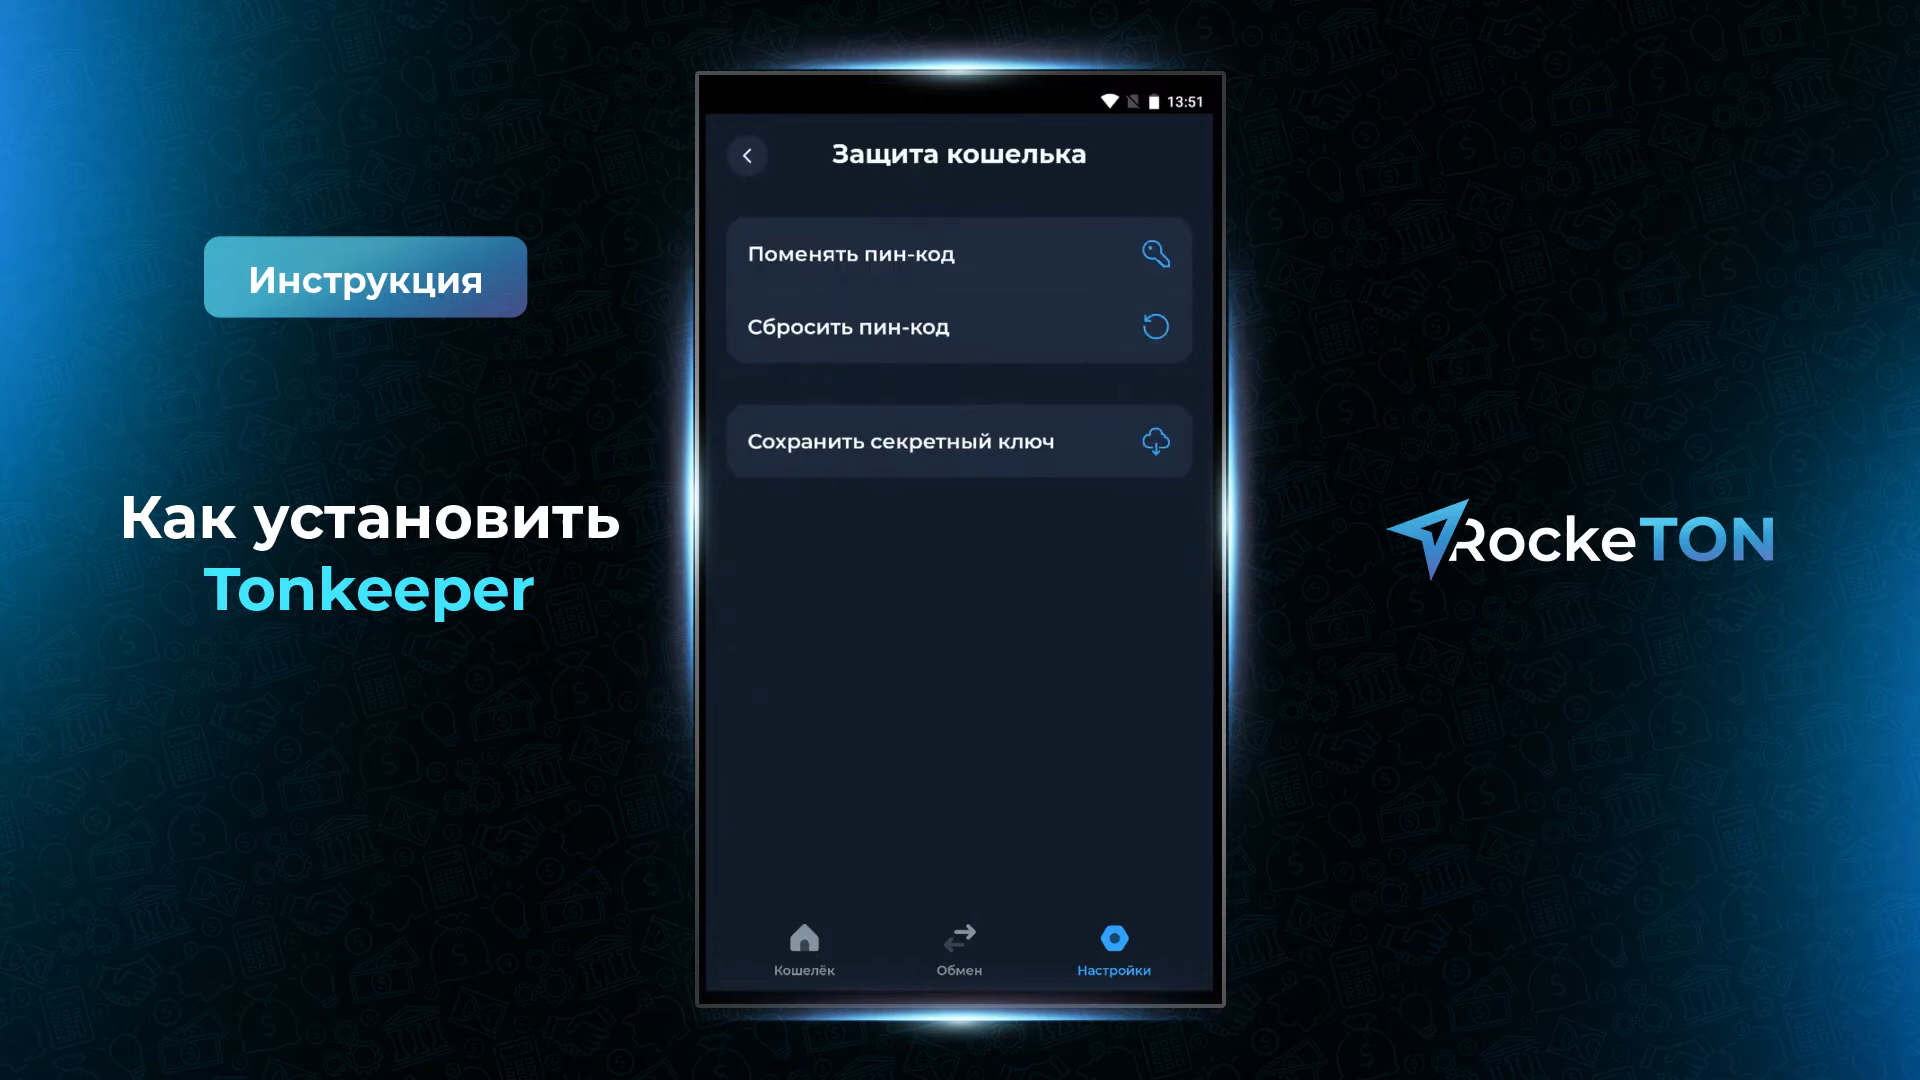 Инструкция
Как установить
Tonkeeper
13:51
Защита кошелька
Поменять пин-код
Сбросить пин-код
Сохранить секретный ключ
Кошелёк
Обмен
Настройки
RockeTON